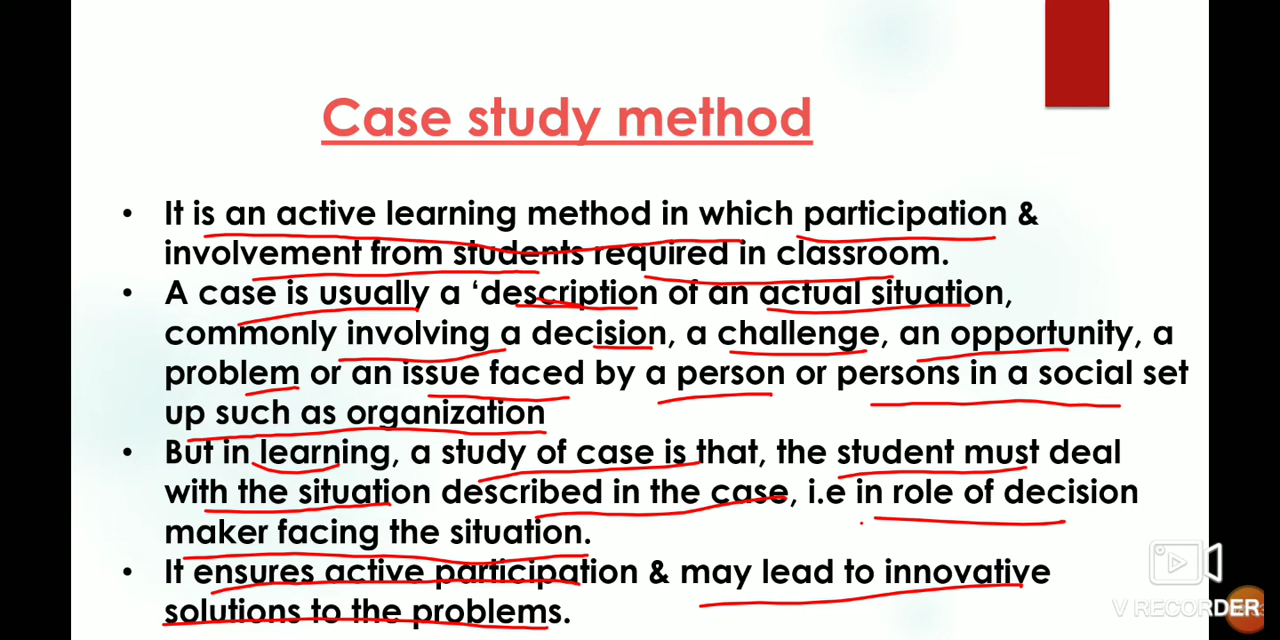 Case study method
• It is an active learning method in which participation &
involvement from students required in classroom.
• A case is usually a ‘description of an actual situation,
commonly involving a decision, a challenge, an opportunity, a
problem or an issue faced by a person or persons in a social set
up such as organization
• But in learning, a study of case is that, the student must deal
with the situation described in the case, i.e in role of decision
maker facing the situation.
• It ensures active participation & may lead to innovative
solutions to the problems.
V RECORDER